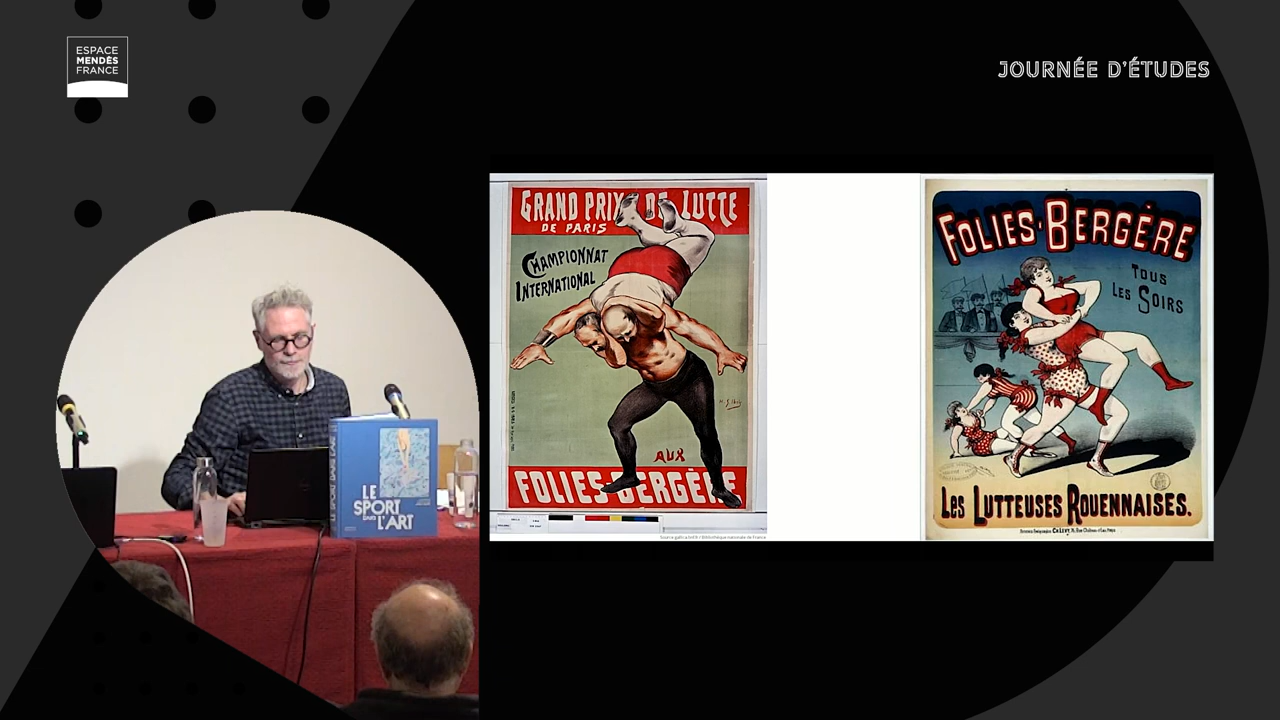 ESPACE
MENDÈS
FRANCE
JOURNÉE D'ÉTUDES
GRAND PRIX DE LUTTE
DE PARIS
CHAMPIONNAT
INTERNATIONAL
AUX
FOLIES-BERGÈRE
FOLIES-BERGÈRE
TOUS
LES SOIRS
LES LUTTEUSES ROUENNAISES.
LE
SPORT
DANS
L'ART